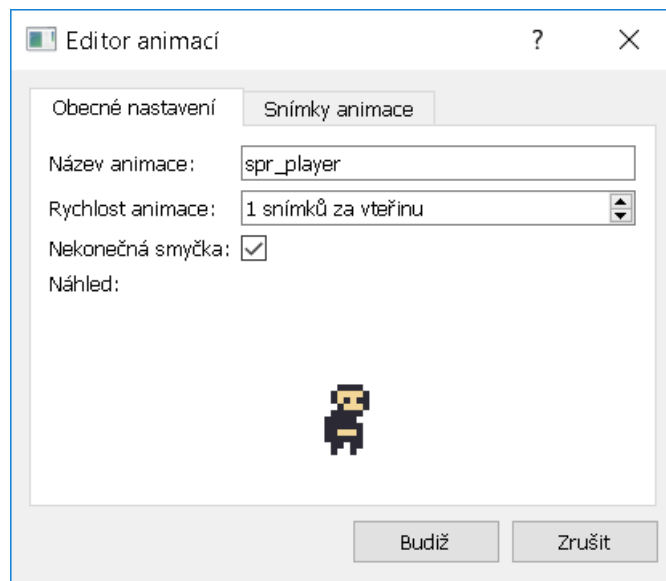 Editor animací
Obecné nastavení
Snímky animace
Název animace: spr_player
Rychlost animace: 1 snímků za vteřinu
Nekonečná smyčka:
Náhled:
Budiž
Zrušit